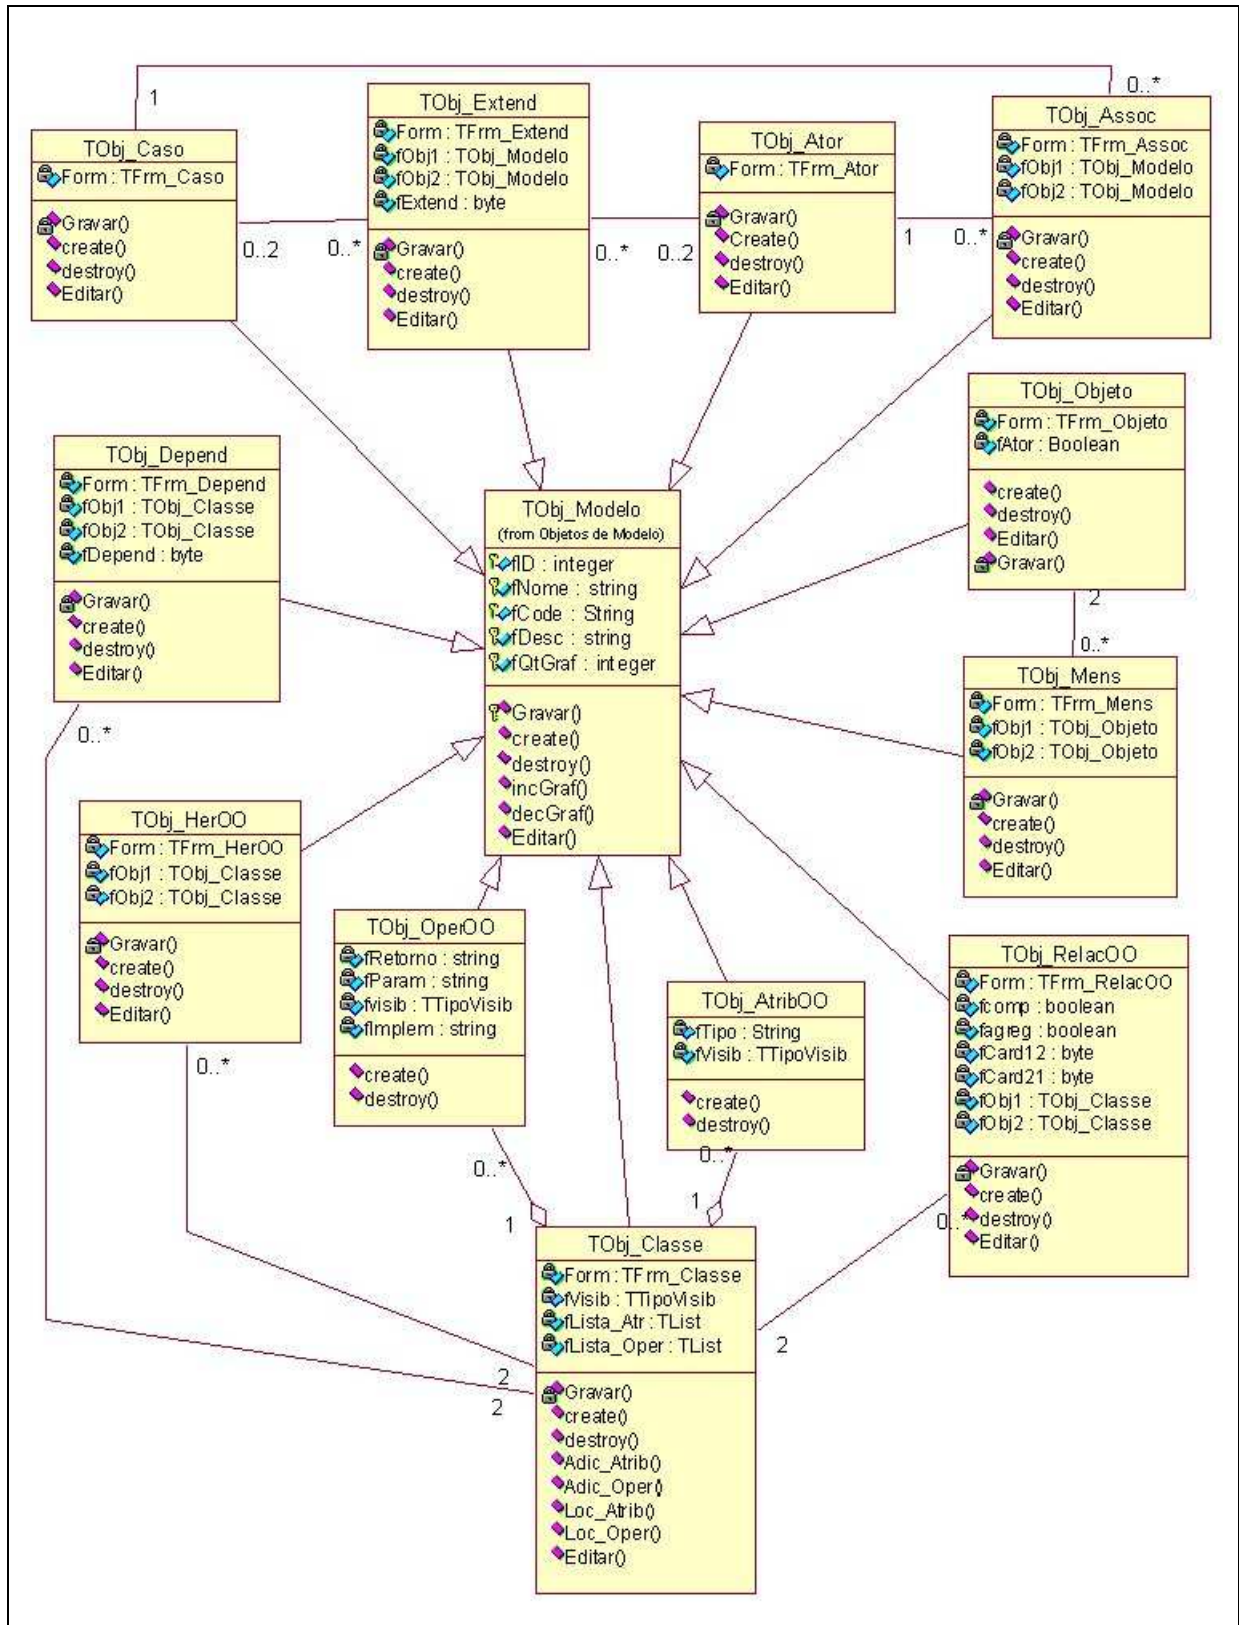 1
0..*
TObj_Extend
Form : TFrm_Extend
fObj1 : TObj_Modelo
fObj2 : TObj_Modelo
fExtend : byte
Gravar()
create()
destroy()
Editar()
TObj_Assoc
Form : TFrm_Assoc
fObj1 : TObj_Modelo
fObj2 : TObj_Modelo
Gravar()
create()
destroy()
Editar()
TObj_Caso
Form : TFrm_Caso
Gravar()
create()
destroy()
Editar()
TObj_Ator
Form : TFrm_Ator
Gravar()
Create()
destroy()
Editar()
0..2
0..*
0..*
0..2
1
0..*
TObj_Objeto
Form : TFrm_Objeto
fAtor : Boolean
create()
destroy()
Editar()
Gravar()
2
0..*
TObj_Depend
Form : TFrm_Depend
fObj1 : TObj_Classe
fObj2 : TObj_Classe
fDepend : byte
Gravar()
create()
destroy()
Editar()
0..*
TObj_Modelo
(from Objetos de Modelo)
fID : integer
fNome : string
fCode : String
fDesc : string
fQtGraf : integer
Gravar()
create()
destroy()
incGraf()
decGraf()
Editar()
TObj_Mens
Form : TFrm_Mens
fObj1 : TObj_Objeto
fObj2 : TObj_Objeto
Gravar()
create()
destroy()
Editar()
TObj_HerOO
Form : TFrm_HerOO
fObj1 : TObj_Classe
fObj2 : TObj_Classe
Gravar()
create()
destroy()
Editar()
0..*
TObj_OperOO
fRetorno : string
fParam : string
fvisib : TTipoVisib
fImplem : string
create()
destroy()
0..*
1
TObj_AtribOO
fTipo : String
fVisib : TTipoVisib
create()
destroy()
0..*
1
TObj_RelacOO
Form : TFrm_RelacOO
fcomp : boolean
fagreg : boolean
fCard12 : byte
fCard21 : byte
fObj1 : TObj_Classe
fObj2 : TObj_Classe
Gravar()
create()
destroy()
Editar()
0..*
2
TObj_Classe
Form : TFrm_Classe
fVisib : TTipoVisib
fLista_Atr : TList
fLista_Oper : TList
Gravar()
create()
destroy()
Adic_Atrib()
Adic_Oper()
Loc_Atrib()
Loc_Oper()
Editar()
2
2